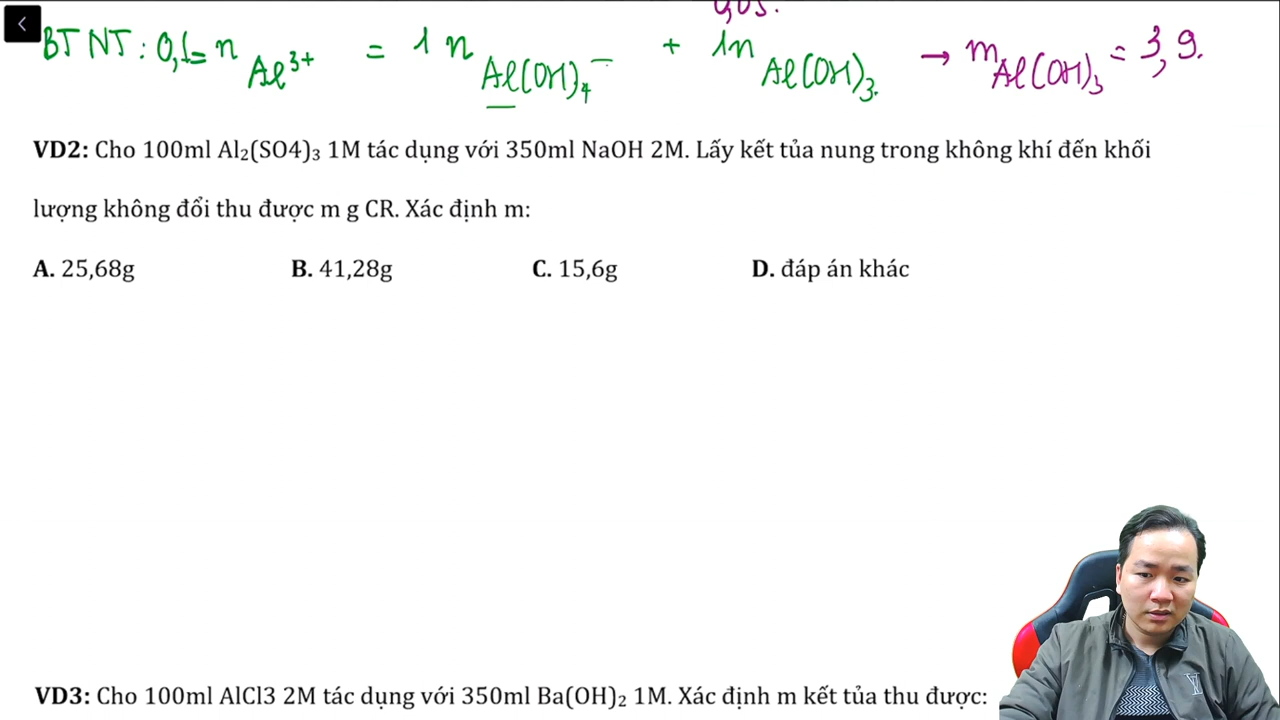 BTNT: 0,1 = n Al³⁺ = 1 n Al(OH)₄⁻ + 1n Al(OH)₃. → m Al(OH)₃ = 3,9.
VD2: Cho 100ml Al₂(SO4)₃ 1M tác dụng với 350ml NaOH 2M. Lấy kết tủa nung trong không khí đến khối
lượng không đổi thu được m g CR. Xác định m:
A. 25,68g B. 41,28g C. 15,6g D. đáp án khác
VD3: Cho 100ml AlCl3 2M tác dụng với 350ml Ba(OH)₂ 1M. Xác định m kết tủa thu được: